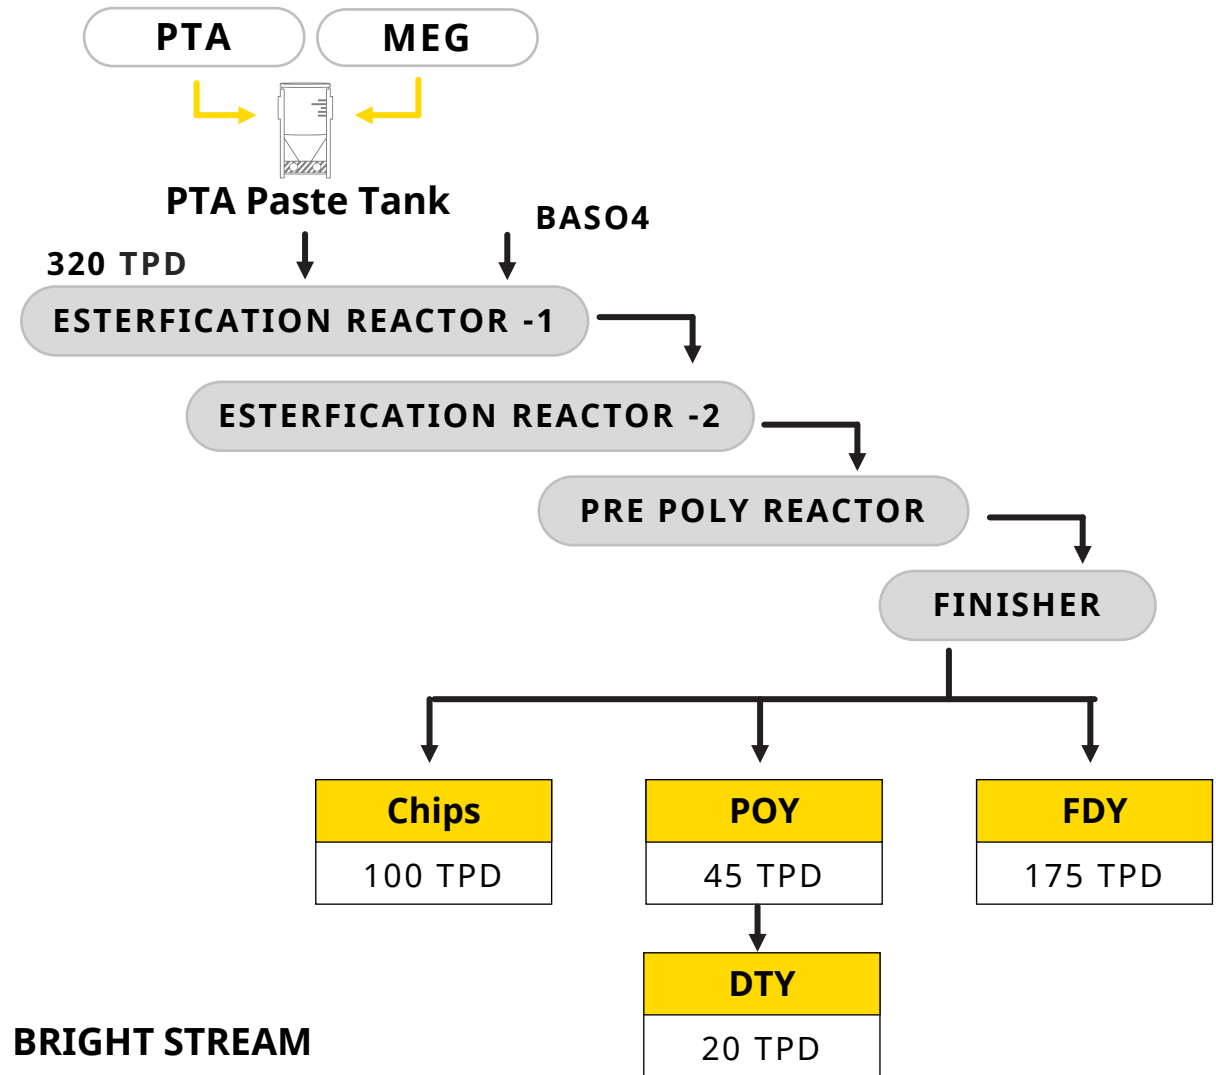 PTA
MEG
PTA Paste Tank
BASO4
320 TPD
ESTERFICATION REACTOR -1
ESTERFICATION REACTOR -2
PRE POLY REACTOR
FINISHER
Chips
POY
FDY
100 TPD
45 TPD
175 TPD
DTY
20 TPD
BRIGHT STREAM